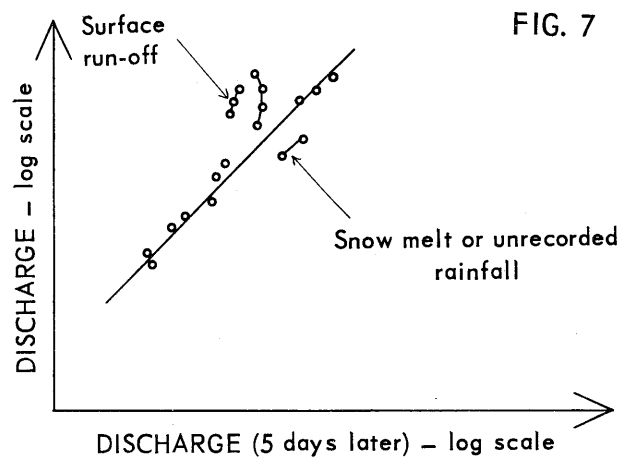 FIG. 7
Surface
run-off
DISCHARGE – log scale
Snow melt or unrecorded
rainfall
DISCHARGE (5 days later) – log scale